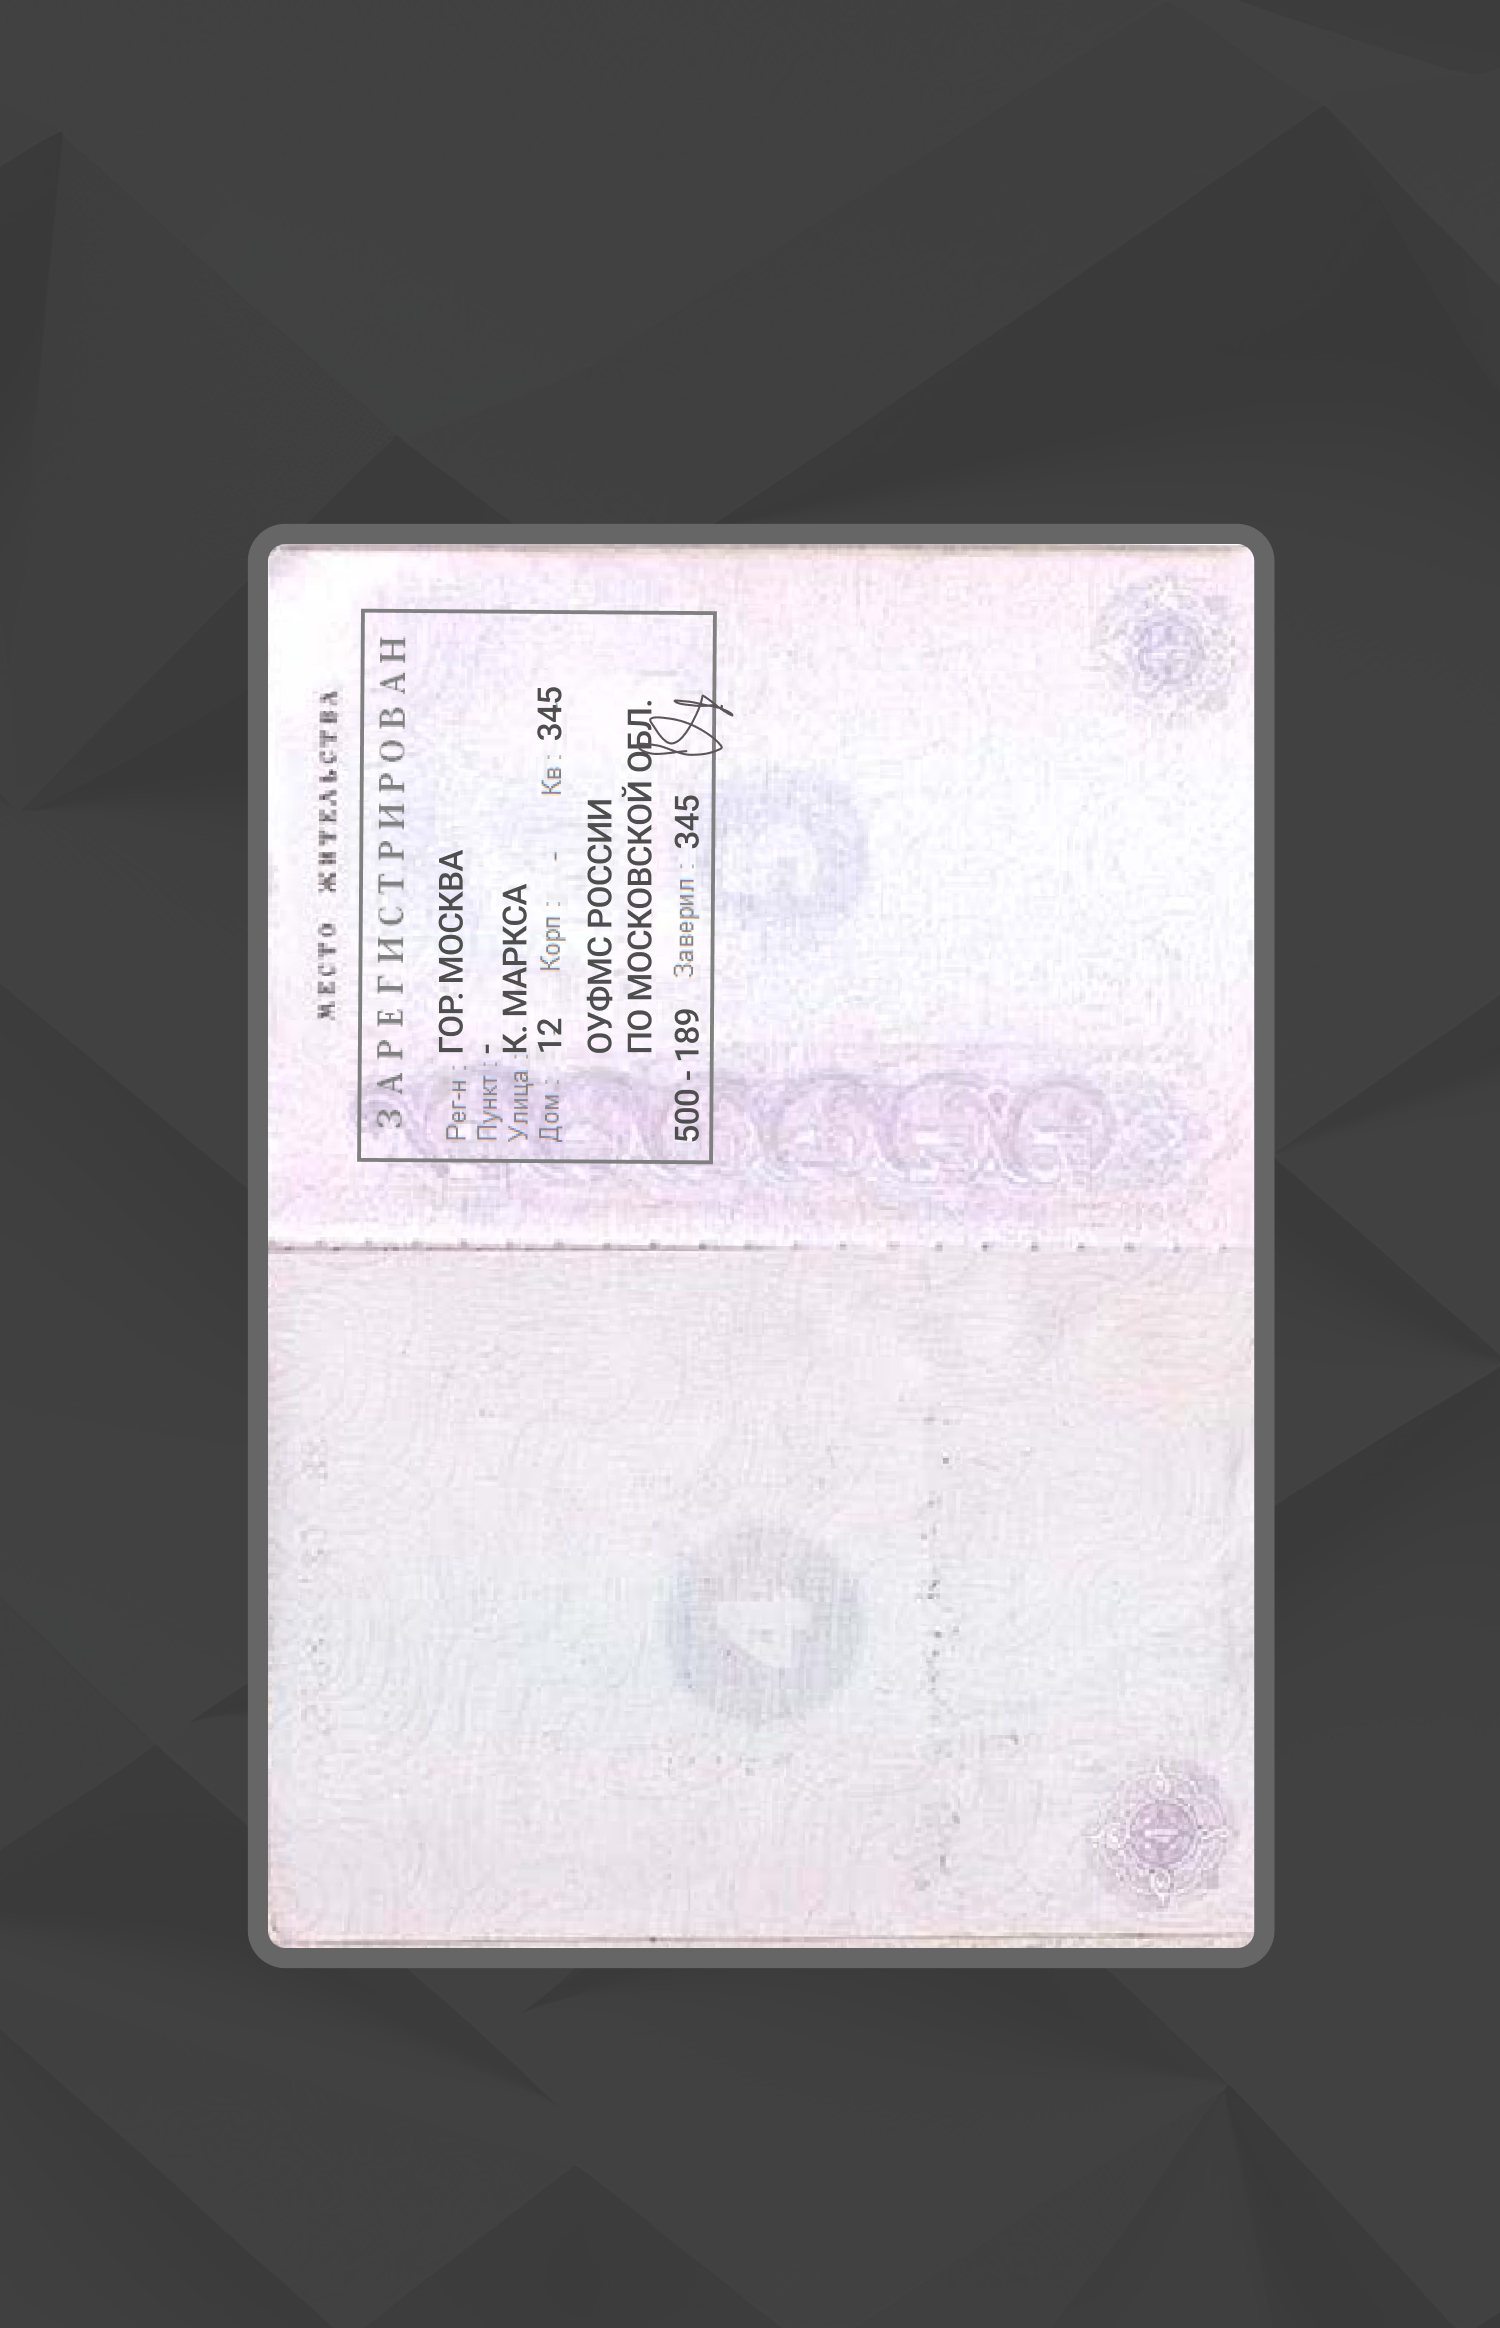 МЕСТО ЖИТЕЛЬСТВА
ЗАРЕГИСТРИРОВАН
Рег-н : ГОР. МОСКВА
Пункт : -
Улица : К. МАРКСА
Дом : 12 Корп : - Кв : 345
ОУФМС РОССИИ
ПО МОСКОВСКОЙ ОБЛ.
500 - 189 Заверил : 345